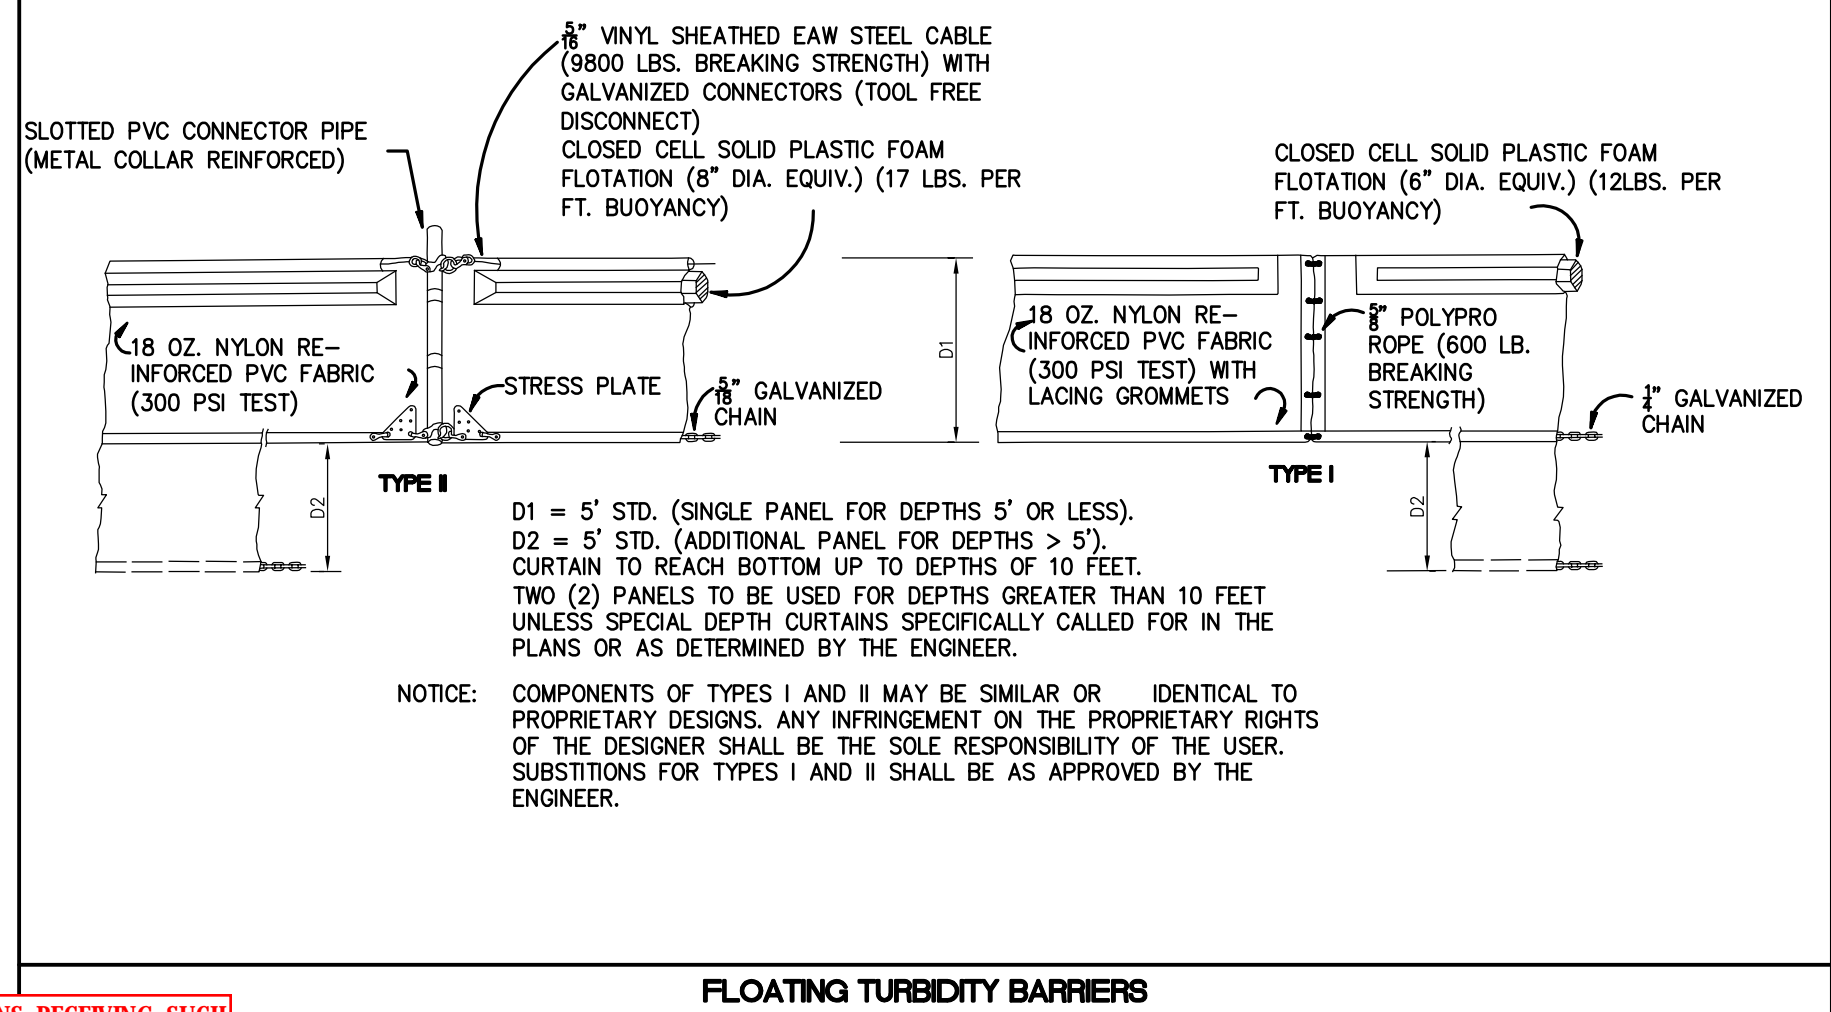 5/16" VINYL SHEATHED EAW STEEL CABLE
(9800 LBS. BREAKING STRENGTH) WITH
GALVANIZED CONNECTORS (TOOL FREE
DISCONNECT)
CLOSED CELL SOLID PLASTIC FOAM
FLOTATION (8" DIA. EQUIV.) (17 LBS. PER
FT. BUOYANCY)
SLOTTED PVC CONNECTOR PIPE
(METAL COLLAR REINFORCED)
CLOSED CELL SOLID PLASTIC FOAM
FLOTATION (6" DIA. EQUIV.) (12LBS. PER
FT. BUOYANCY)
18 OZ. NYLON RE-
INFORCED PVC FABRIC
(300 PSI TEST)
STRESS PLATE
5/18" GALVANIZED
CHAIN
D1
18 OZ. NYLON RE-
INFORCED PVC FABRIC
(300 PSI TEST) WITH
LACING GROMMETS
5/8" POLYPRO
ROPE (600 LB.
BREAKING
STRENGTH)
1/4" GALVANIZED
CHAIN
TYPE II
D2
TYPE I
D2
D1 = 5' STD. (SINGLE PANEL FOR DEPTHS 5' OR LESS).
D2 = 5' STD. (ADDITIONAL PANEL FOR DEPTHS > 5').
CURTAIN TO REACH BOTTOM UP TO DEPTHS OF 10 FEET.
TWO (2) PANELS TO BE USED FOR DEPTHS GREATER THAN 10 FEET
UNLESS SPECIAL DEPTH CURTAINS SPECIFICALLY CALLED FOR IN THE
PLANS OR AS DETERMINED BY THE ENGINEER.
NOTICE: COMPONENTS OF TYPES I AND II MAY BE SIMILAR OR IDENTICAL TO
PROPRIETARY DESIGNS. ANY INFRINGEMENT ON THE PROPRIETARY RIGHTS
OF THE DESIGNER SHALL BE THE SOLE RESPONSIBILITY OF THE USER.
SUBSTITIONS FOR TYPES I AND II SHALL BE AS APPROVED BY THE
ENGINEER.
FLOATING TURBIDITY BARRIERS
RECEIVING SUCH